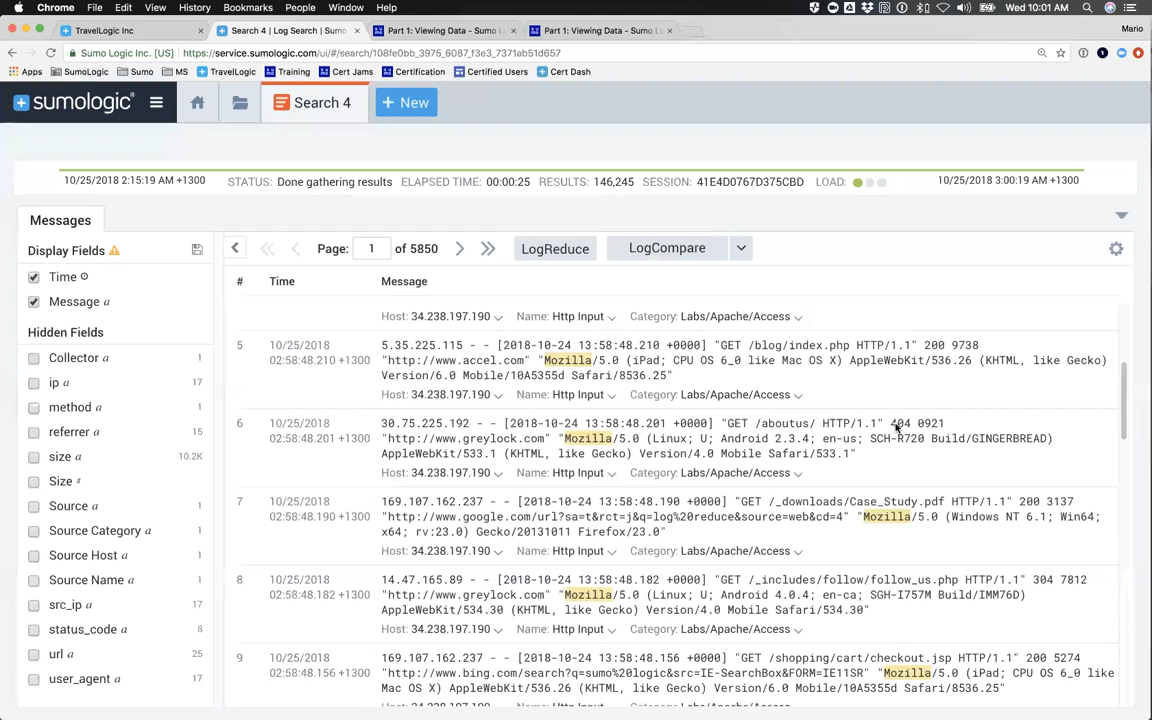 Chrome File Edit View History Bookmarks People Window Help Wed 10:01 AM
TravelLogic Inc Search 4 | Log Search | Sumo Part 1: Viewing Data - Sumo L Part 1: Viewing Data - Sumo L Mario
Sumo Logic Inc. [US] https://service.sumologic.com/ui/#/search/108fe0bb_3975_6087_f3e3_7371ab51d657
Apps SumoLogic Sumo MS TravelLogic Training Cert Jams Certification Certified Users Cert Dash
sumologic Search 4 + New
10/25/2018 2:15:19 AM +1300 STATUS: Done gathering results ELAPSED TIME: 00:00:25 RESULTS: 146,245 SESSION: 41E4D0767D375CBD LOAD: 10/25/2018 3:00:19 AM +1300
Messages
Display Fields
Time
Message a
Hidden Fields
Collector a 1
ip a 17
method a 1
referrer a 15
size a 10.2K
Size #
Source a 1
Source Category a 1
Source Host a 1
Source Name a 1
src_ip a 17
status_code a 8
url a 25
user_agent a 17
Page: 1 of 5850 LogReduce LogCompare
# Time Message
Host: 34.238.197.190 Name: Http Input Category: Labs/Apache/Access
5 10/25/2018 5.35.225.115 - - [2018-10-24 13:58:48.210 +0000] "GET /blog/index.php HTTP/1.1" 200 9738
02:58:48.210 +1300 "http://www.accel.com" "Mozilla/5.0 (iPad; CPU OS 6_0 like Mac OS X) AppleWebKit/536.26 (KHTML, like Gecko)
Version/6.0 Mobile/10A5355d Safari/8536.25"
Host: 34.238.197.190 Name: Http Input Category: Labs/Apache/Access
6 10/25/2018 30.75.225.192 - - [2018-10-24 13:58:48.201 +0000] "GET /aboutus/ HTTP/1.1" 404 0921
02:58:48.201 +1300 "http://www.greylock.com" "Mozilla/5.0 (Linux; U; Android 2.3.4; en-us; SCH-R720 Build/GINGERBREAD)
AppleWebKit/533.1 (KHTML, like Gecko) Version/4.0 Mobile Safari/533.1"
Host: 34.238.197.190 Name: Http Input Category: Labs/Apache/Access
7 10/25/2018 169.107.162.237 - - [2018-10-24 13:58:48.190 +0000] "GET /_downloads/Case_Study.pdf HTTP/1.1" 200 3137
02:58:48.190 +1300 "http://www.google.com/url?sa=t&rct=j&q=log%20reduce&source=web&cd=4" "Mozilla/5.0 (Windows NT 6.1; Win64;
x64; rv:23.0) Gecko/20131011 Firefox/23.0"
Host: 34.238.197.190 Name: Http Input Category: Labs/Apache/Access
8 10/25/2018 14.47.165.89 - - [2018-10-24 13:58:48.182 +0000] "GET /_includes/follow/follow_us.php HTTP/1.1" 304 7812
02:58:48.182 +1300 "http://www.greylock.com" "Mozilla/5.0 (Linux; U; Android 4.0.4; en-ca; SGH-I757M Build/IMM76D)
AppleWebKit/534.30 (KHTML, like Gecko) Version/4.0 Mobile Safari/534.30"
Host: 34.238.197.190 Name: Http Input Category: Labs/Apache/Access
9 10/25/2018 169.107.162.237 - - [2018-10-24 13:58:48.156 +0000] "GET /shopping/cart/checkout.jsp HTTP/1.1" 200 5274
02:58:48.156 +1300 "http://www.bing.com/search?q=sumo%20logic&src=IE-SearchBox&FORM=IE11SR" "Mozilla/5.0 (iPad; CPU OS 6_0 like
Mac OS X) AppleWebKit/536.26 (KHTML, like Gecko) Version/6.0 Mobile/10A5355d Safari/8536.25"